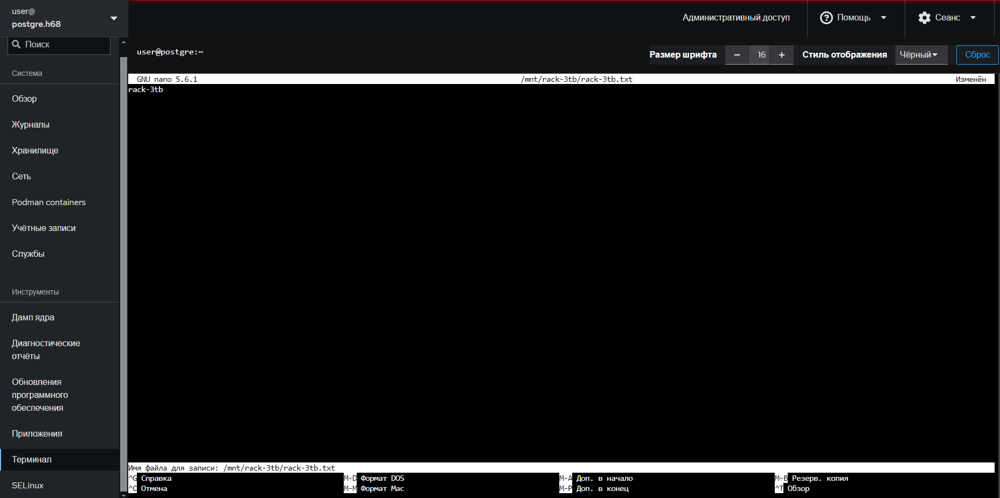 user@
postgre.h68
Административный доступ
Помощь
Сеанс
Поиск
user@postgre:~
Размер шрифта
16
Стиль отображения
Чёрный
Сброс
Система
Обзор
Журналы
Хранилище
Сеть
Podman containers
Учётные записи
Службы
Инструменты
Дамп ядра
Диагностические
отчёты
Обновления
программного
обеспечения
Приложения
Терминал
SELinux
GNU nano 5.6.1 /mnt/rack-3tb/rack-3tb.txt Изменён
rack-3tb
Имя файла для записи: /mnt/rack-3tb/rack-3tb.txt
^G Справка M-D Формат DOS M-A Доп. в начало M-B Резерв. копия
^C Отмена M-M Формат Mac M-P Доп. в конец ^T Обзор